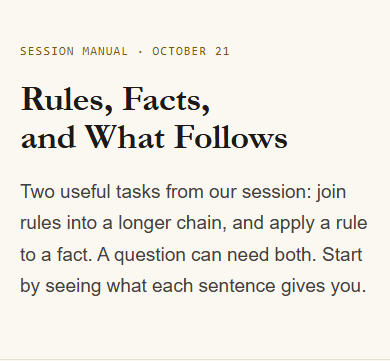 SESSION MANUAL · OCTOBER 21
Rules, Facts,
and What Follows
Two useful tasks from our session: join
rules into a longer chain, and apply a rule
to a fact. A question can need both. Start
by seeing what each sentence gives you.